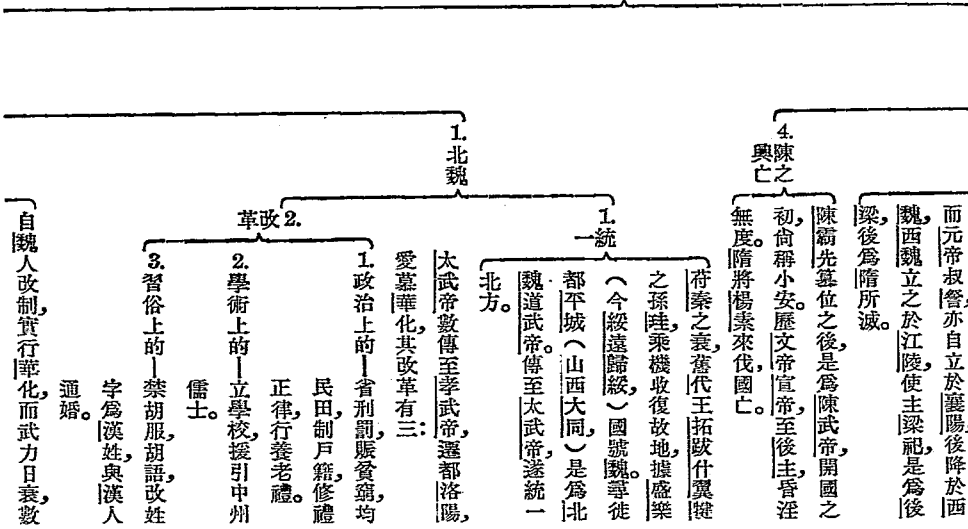 而元帝叔詧亦自立於襄陽後降於西
魏,西魏立之於江陵使主梁祀是爲後
梁,後爲隋所滅。
4.陳之
興亡
陳霸先篡位之後是爲陳武帝,開國之
初尙稱小安。歷文帝宣帝至後主,昏淫
無度。隋將楊素來伐,國亡。
1.北魏
1.統
一
苻秦之衰,舊代王拓跋什翼犍
之孫珪,乘機收復故地,據盛樂
(今綏遠歸綏)國號魏。尋徙
都平城(山西大同)是爲北
魏道武帝。傳至太武帝,遂統一
北方。
2.改革
太武帝數傳至孝武帝,遷都洛陽,
愛慕華化,其改革有三:
1.政治上的—省刑罰,賑貧窮,均
民田,制戶籍,修禮
正律,行養老禮。
2.學術上的—立學校,援引中州
儒士。
3.習俗上的—禁胡服胡語,改姓
字爲漢姓,與漢人
通婚。
自魏人改制,實行華化,而武力日衰,數